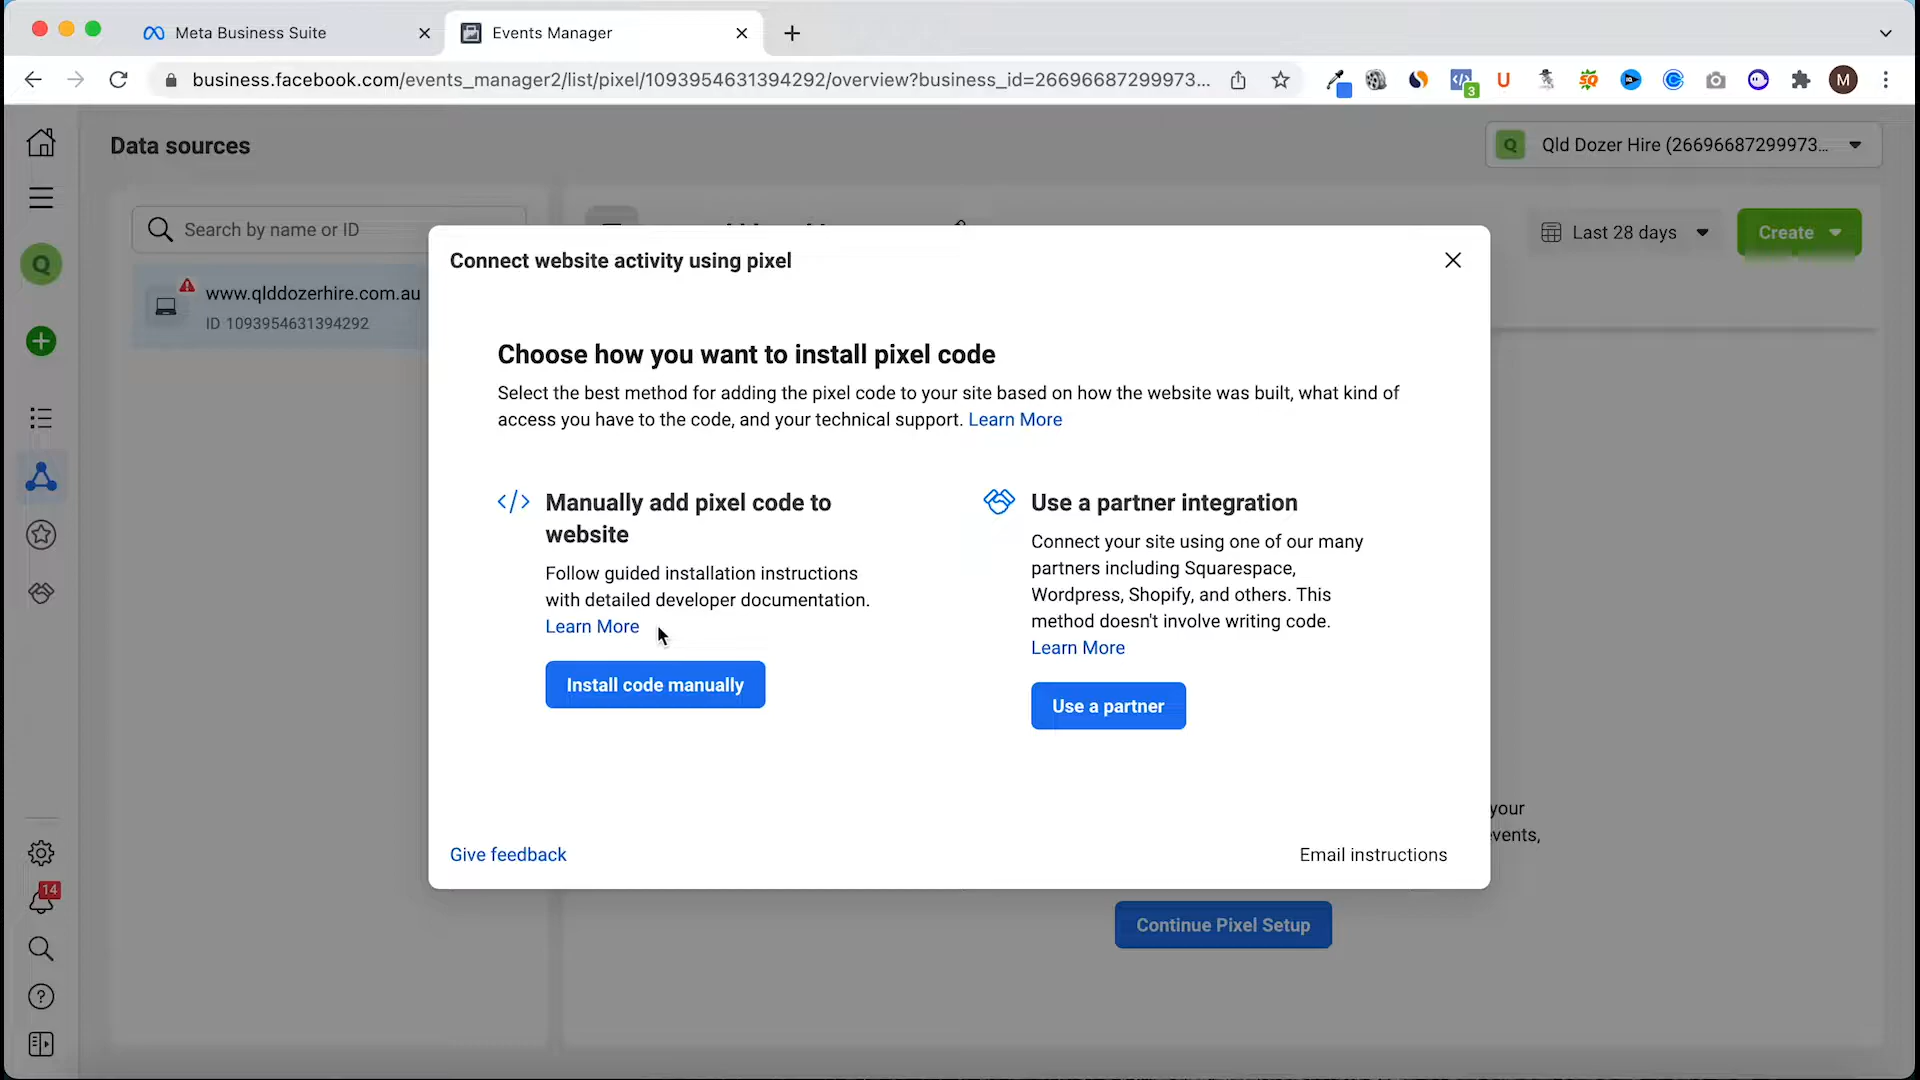 Meta Business Suite
Events Manager
business.facebook.com/events_manager2/list/pixel/1093954631394292/overview?business_id=26696687299973...
3
U
M
Data sources
Q
Qld Dozer Hire (26696687299973...
Search by name or ID
Last 28 days
Create
Q
www.qlddozerhire.com.au
ID 1093954631394292
Connect website activity using pixel
Choose how you want to install pixel code
Select the best method for adding the pixel code to your site based on how the website was built, what kind of
access you have to the code, and your technical support. Learn More
Manually add pixel code to
website
Follow guided installation instructions
with detailed developer documentation.
Learn More
Install code manually
Use a partner integration
Connect your site using one of our many
partners including Squarespace,
Wordpress, Shopify, and others. This
method doesn't involve writing code.
Learn More
Use a partner
your
events,
Give feedback
Email instructions
14
Continue Pixel Setup